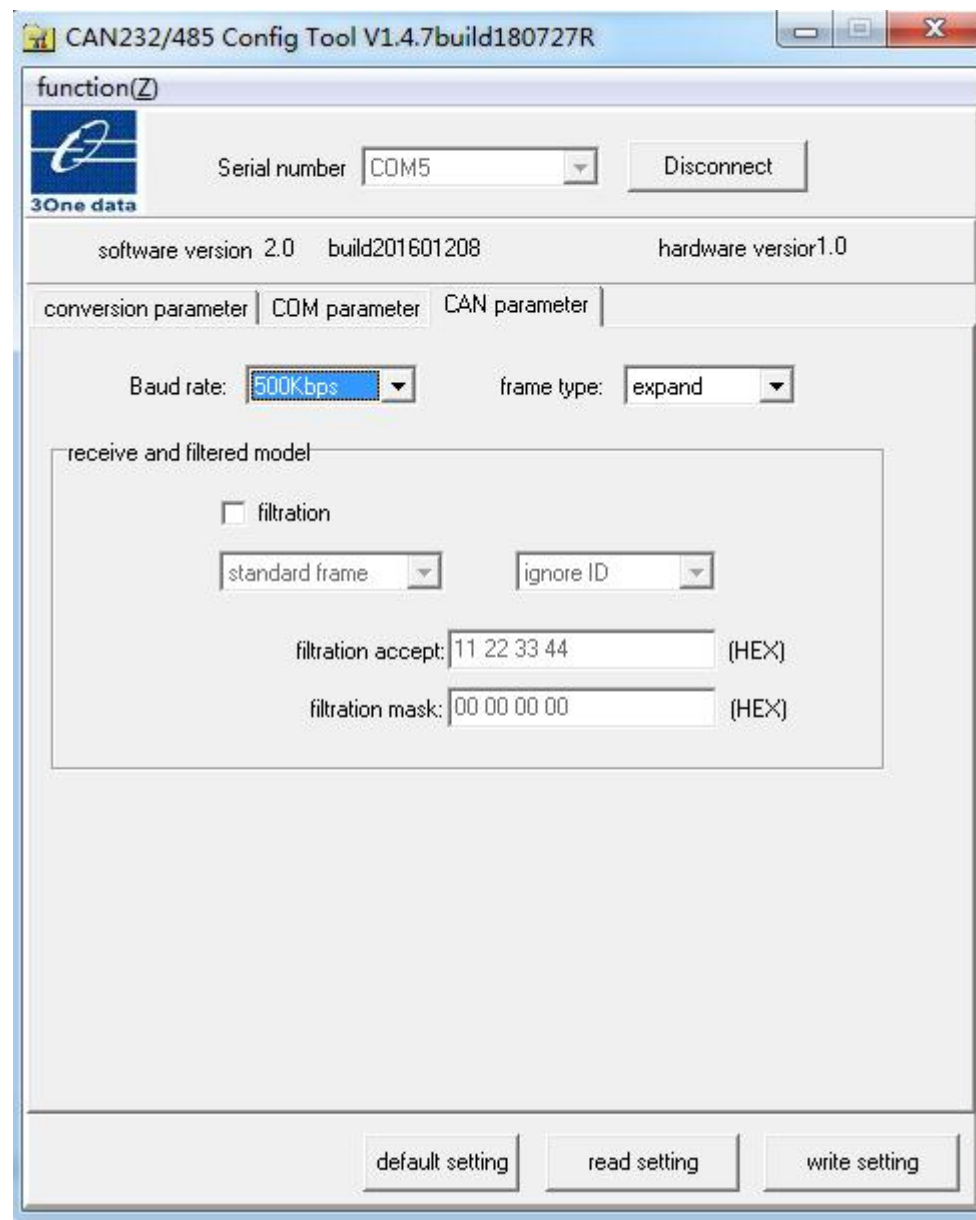 CAN232/485 Config Tool V1.4.7build180727R
function(Z)
3One data
Serial number COM5 Disconnect
software version 2.0 build201601208 hardware versior1.0
conversion parameter COM parameter CAN parameter
Baud rate: 500Kbps frame type: expand
receive and filtered model
filtration
standard frame ignore ID
filtration accept: 11 22 33 44 (HEX)
filtration mask: 00 00 00 00 (HEX)
default setting read setting write setting